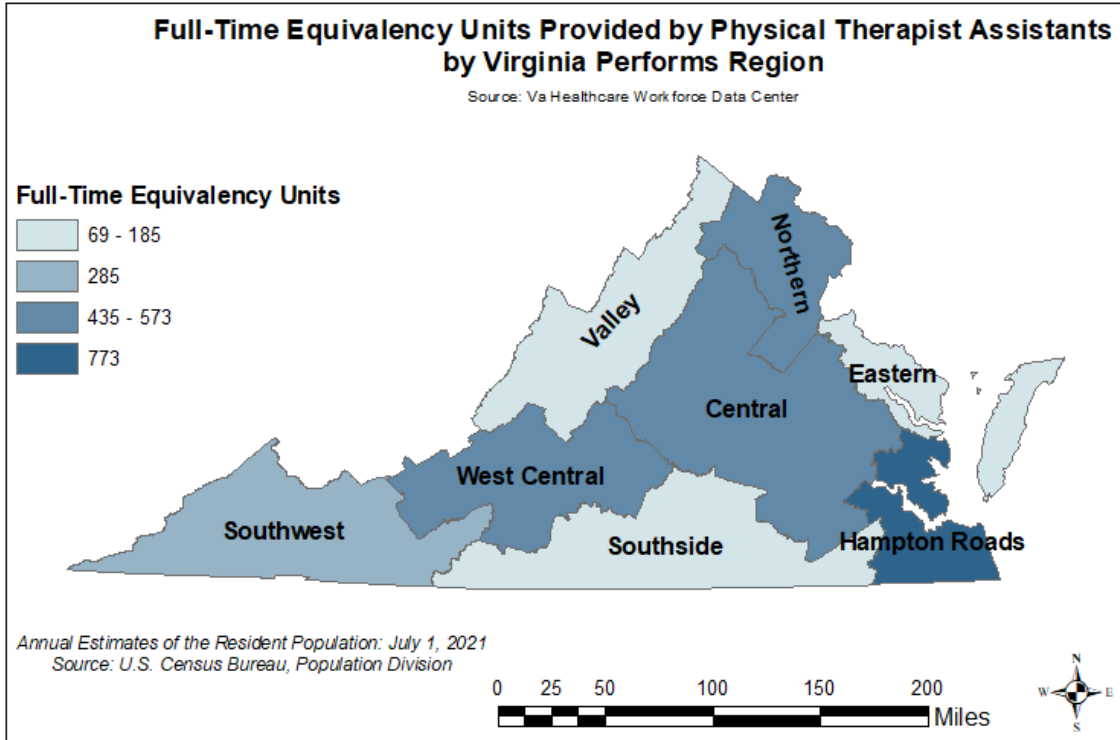 Full-Time Equivalency Units Provided by Physical Therapist Assistants
by Virginia Performs Region
Source: Va Healthcare Workforce Data Center
Full-Time Equivalency Units
69 - 185
285
435 - 573
773
Northern
Valley
Eastern
Central
West Central
Southwest
Southside
Hampton Roads
Annual Estimates of the Resident Population: July 1, 2021
Source: U.S. Census Bureau, Population Division
0 25 50 100 150 200
Miles
N
W E
S